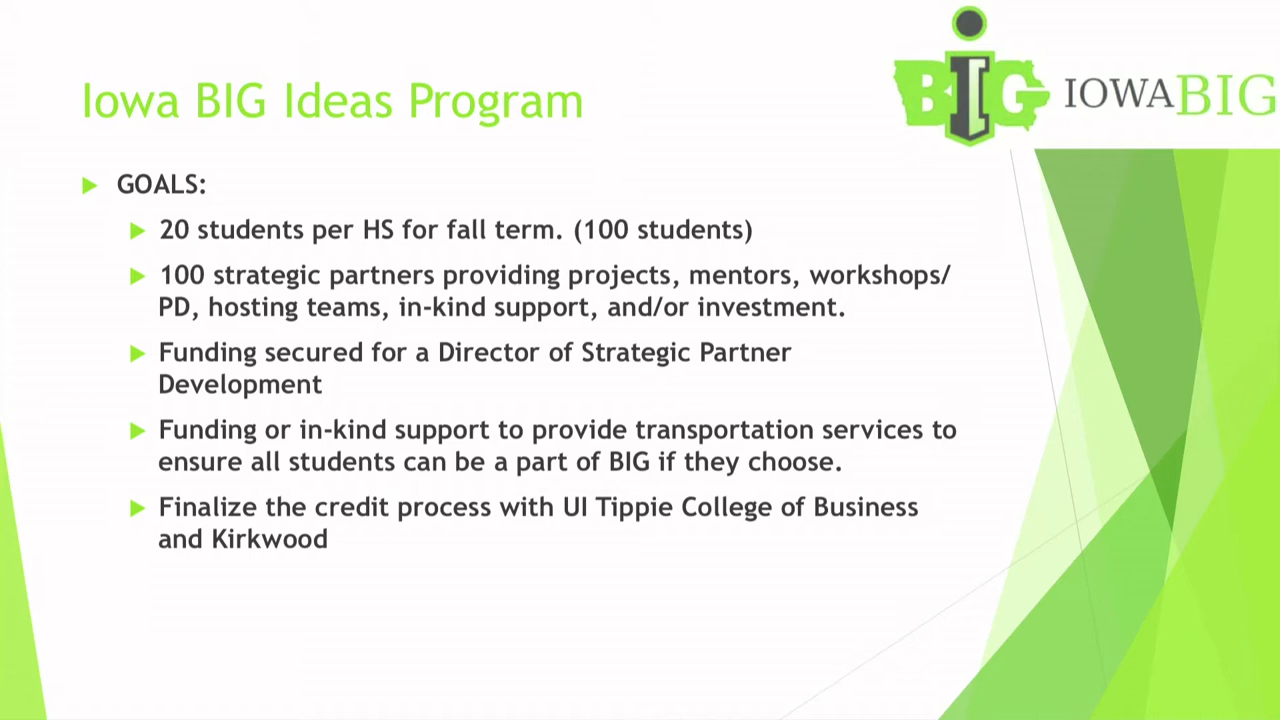 Iowa BIG Ideas Program
BIG
IOWABIG
GOALS:
20 students per HS for fall term. (100 students)
100 strategic partners providing projects, mentors, workshops/
PD, hosting teams, in-kind support, and/or investment.
Funding secured for a Director of Strategic Partner
Development
Funding or in-kind support to provide transportation services to
ensure all students can be a part of BIG if they choose.
Finalize the credit process with UI Tippie College of Business
and Kirkwood